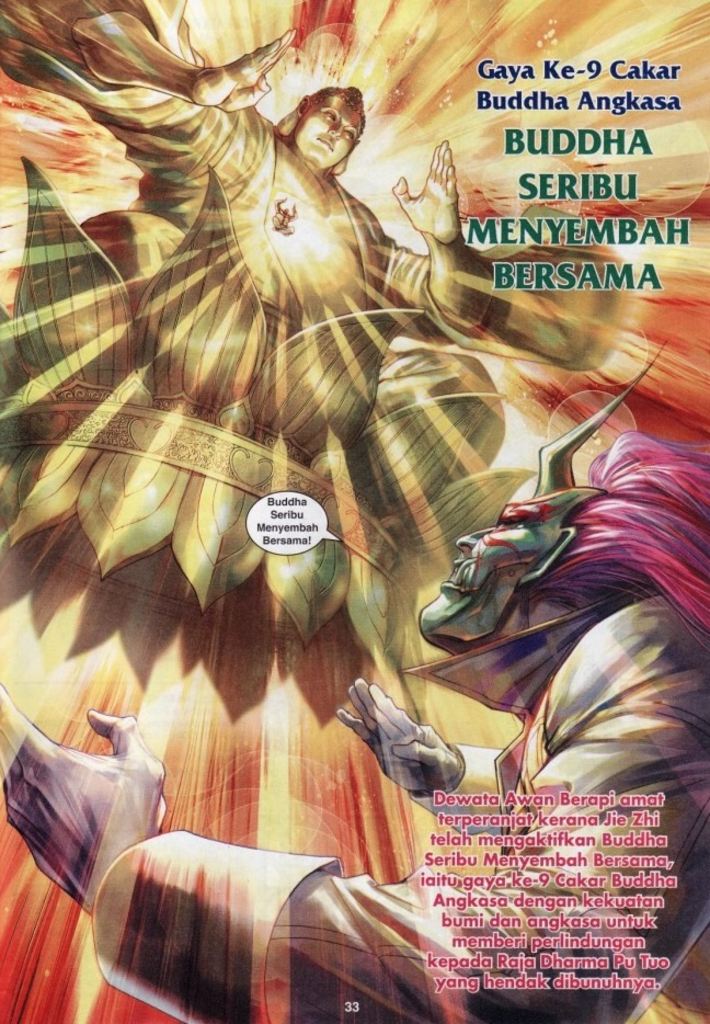 Gaya Ke-9 Cakar
Buddha Angkasa
BUDDHA
SERIBU
MENYEMBAH
BERSAMA
Buddha
Seribu
Menyembah
Bersama!
Dewata Awan Berapi amat
terperanjat kerana Jie Zhi
telah mengaktifkan Buddha
Seribu Menyembah Bersama,
iaitu gaya ke-9 Cakar Buddha
Angkasa dengan kekuatan
bumi dan angkasa untuk
memberi perlindungan
kepada Raja Dharma Pu Tuo
yang hendak dibunuhnya.
33